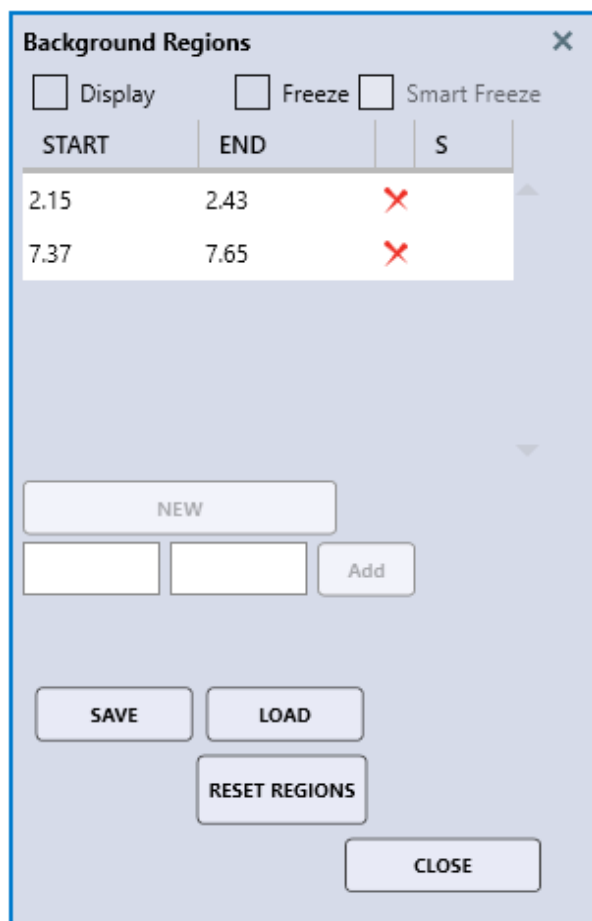 Background Regions
Display Freeze Smart Freeze
START END S
2.15 2.43
7.37 7.65
NEW
Add
SAVE LOAD
RESET REGIONS
CLOSE